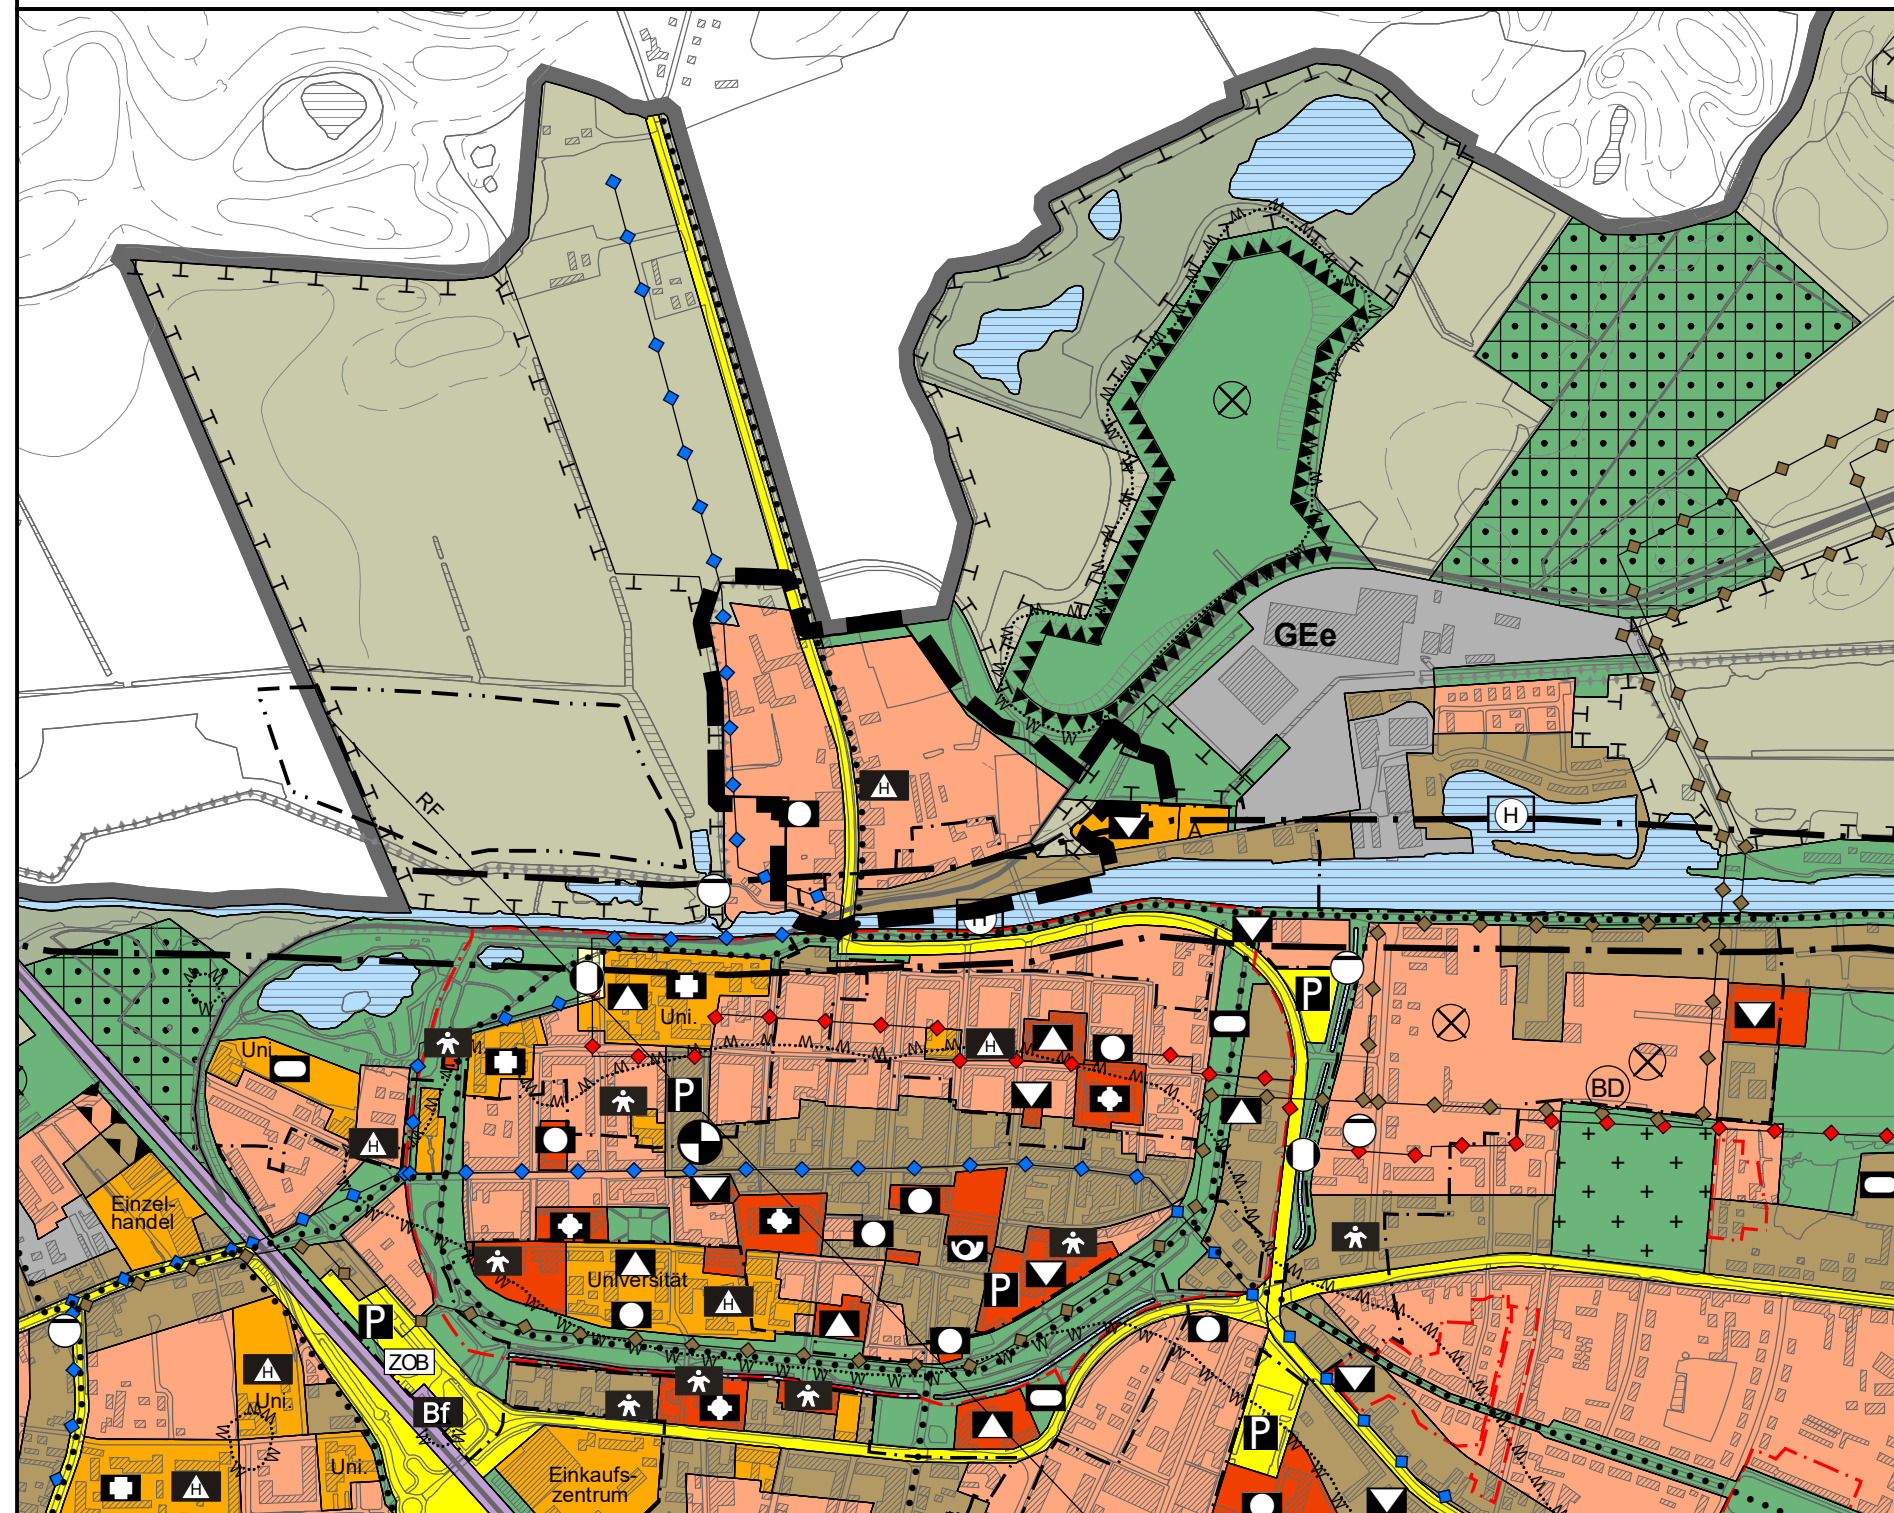 GEe
RF
H
H
A
H
P
Uni.
Uni.
H
P
BD
H
Einzel-
handel
Universität
P
H
P
ZOB
H
Uni.
Bf
P
Uni.
H
Einkaufs-
zentrum